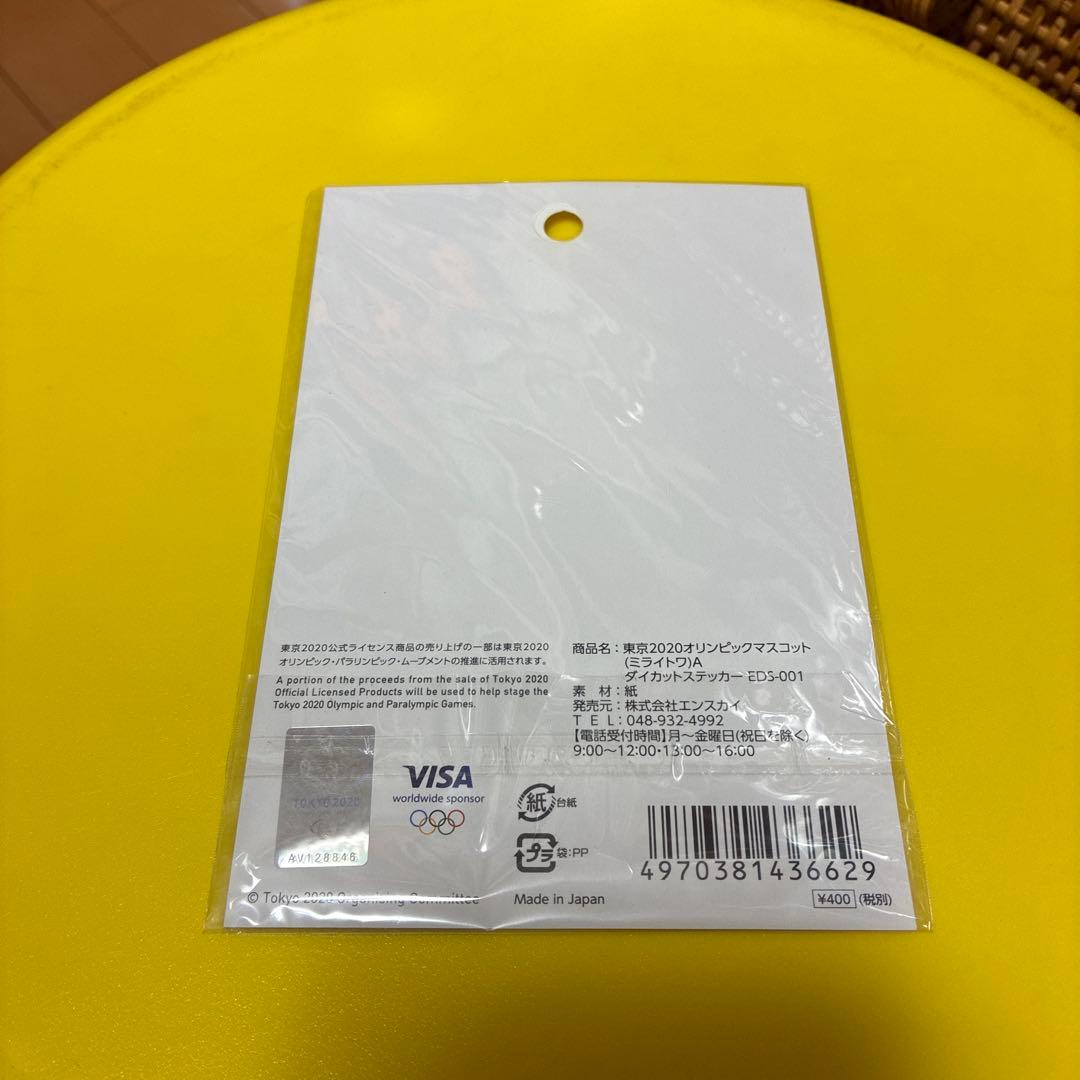 東京2020公式ライセンス商品の売り上げの一部は東京2020
オリンピック・パラリンピック・ムーブメントの推進に活用されます。
A portion of the proceeds from the sale of Tokyo 2020
Official Licensed Products will be used to help stage the
Tokyo 2020 Olympic and Paralympic Games.
商品名：東京2020オリンピックマスコット
(ミライトワ)A
ダイカットステッカー EDS-001
素 材：紙
発売元：株式会社エンスカイ
T E L：048-932-4992
【電話受付時間】月～金曜日(祝日を除く)
9:00～12:00・13:00～16:00
TOKYO 2020
AV128846
VISA
worldwide sponsor
紙 台紙
プラ 袋:PP
4970381436629
© Tokyo 2020 Organising Committee
Made in Japan
¥400 (税別)